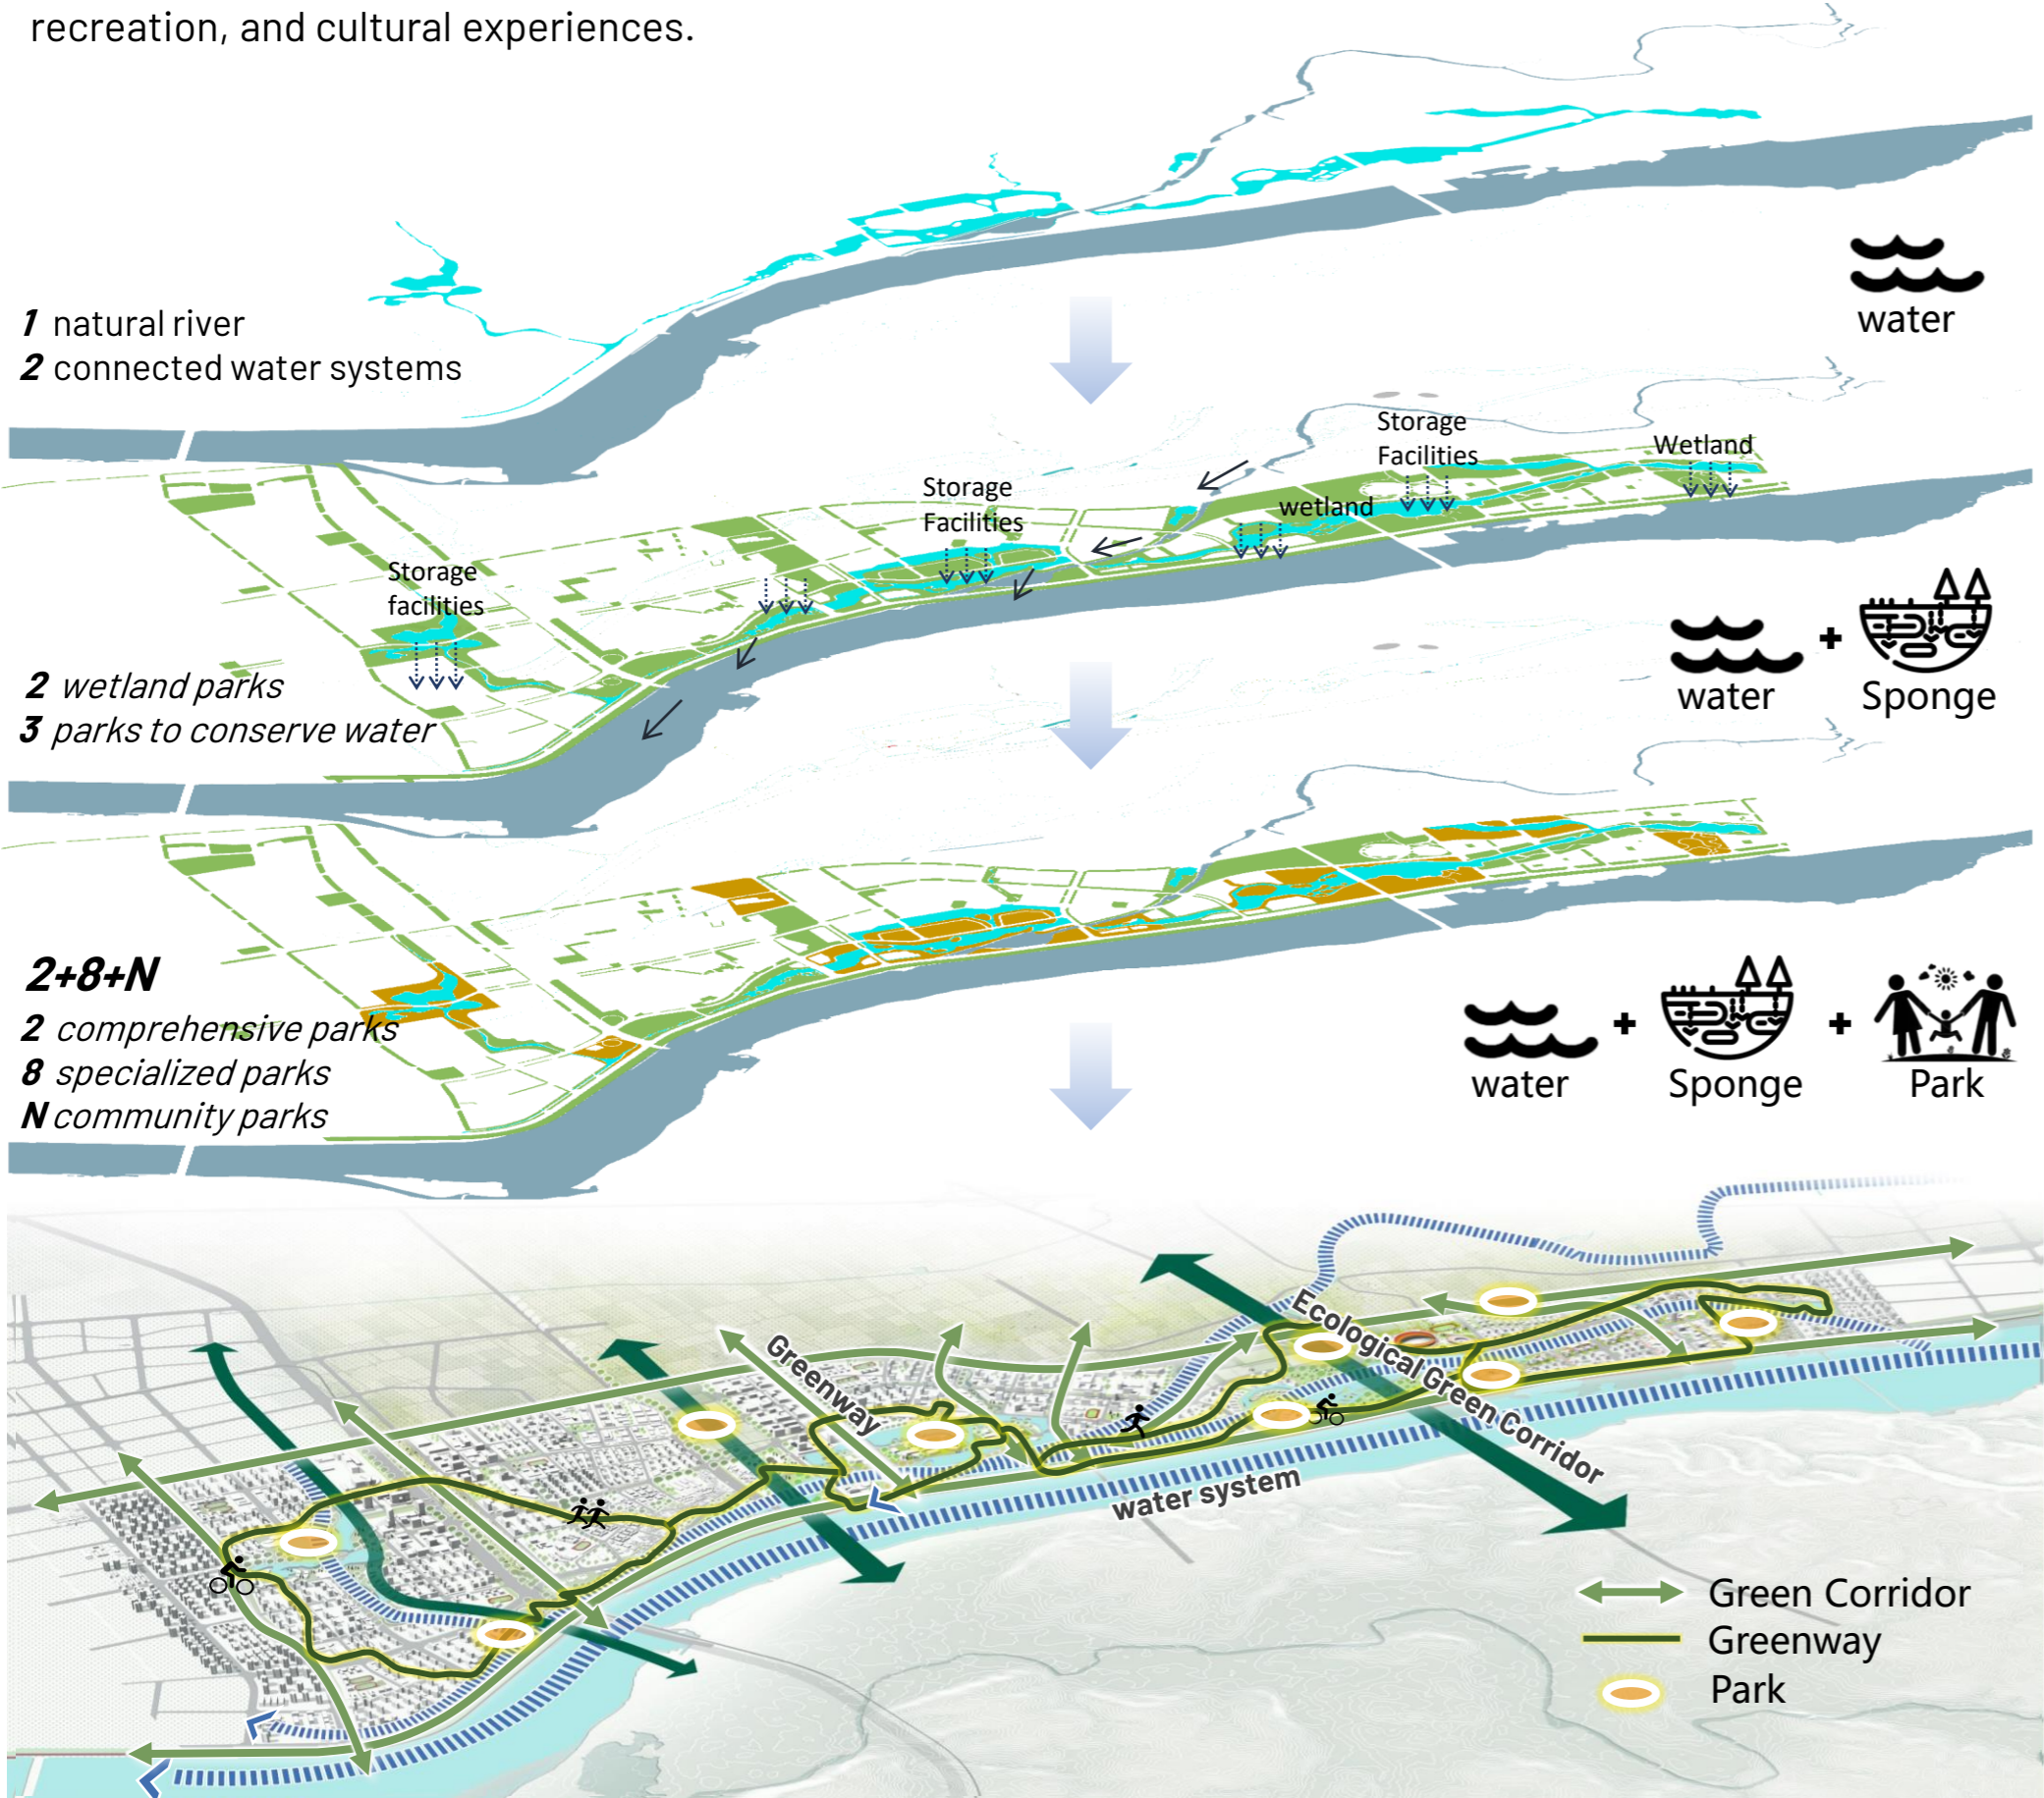 recreation, and cultural experiences.
1 natural river
2 connected water systems
water
Storage
Facilities
Wetland
Storage
Facilities
wetland
Storage
facilities
2 wetland parks
3 parks to conserve water
water
+
Sponge
2+8+N
2 comprehensive parks
8 specialized parks
N community parks
water
+
Sponge
+
Park
Ecological Green Corridor
Greenway
water system
Green Corridor
Greenway
Park